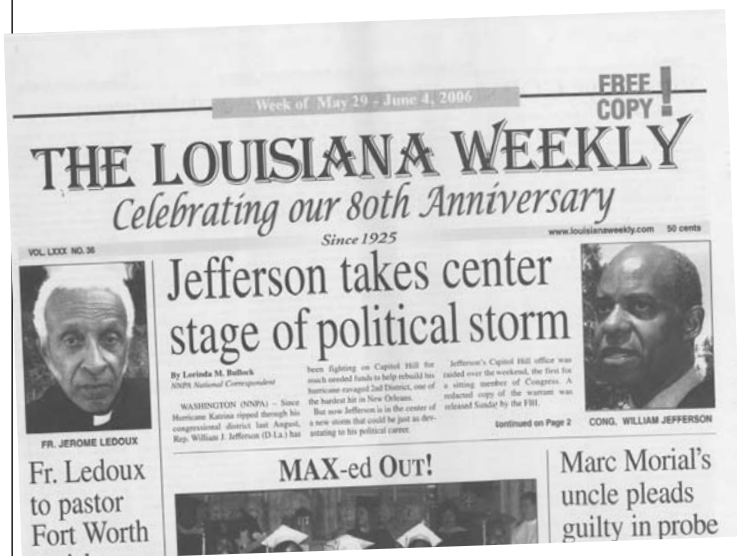 Week of May 29 - June 4, 2006
FREE
COPY!
THE LOUISIANA WEEKLY
Celebrating our 80th Anniversary
Since 1925
www.louisianaweekly.com 50 cents
VOL. LXXX NO. 36
Jefferson takes center
stage of political storm
By Lorinda M. Bullock
NNPA National Correspondent
WASHINGTON (NNPA) – Since
Hurricane Katrina ripped through his
congressional district last August,
Rep. William J. Jefferson (D-La.) has
been fighting on Capitol Hill for
much needed funds to help rebuild his
hurricane-ravaged 2nd District, one of
the hardest hit in New Orleans.
But now Jefferson is in the center of
a new storm that could be just as dev-
astating to his political career.
Jefferson's Capitol Hill office was
raided over the weekend, the first for
a sitting member of Congress. A
redacted copy of the warrant was
released Sunday by the FBI.
Continued on Page 2
CONG. WILLIAM JEFFERSON
FR. JEROME LEDOUX
Fr. Ledoux
to pastor
Fort Worth
MAX-ed OUT!
Marc Morial's
uncle pleads
guilty in probe